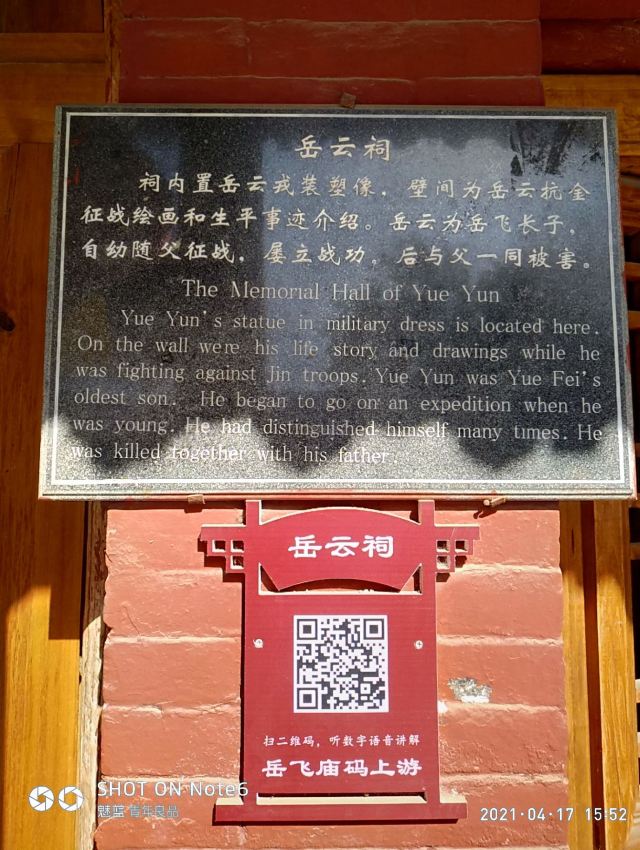 岳云祠
祠内置岳云戎装塑像，壁间为岳云抗金
征战绘画和生平事迹介绍。岳云为岳飞长子，
自幼随父征战，屡立战功。后与父一同被害。
The Memorial Hall of Yue Yun
Yue Yun's statue in military dress is located here.
On the wall were his life story and drawings while he
was fighting against Jin troops. Yue Yun was Yue Fei's
oldest son. He began to go on an expedition when he
was young. He had distinguished himself many times. He
was killed together with his father
岳云祠
扫二维码，听数字语音讲解
岳飞庙码上游
SHOT ON Note6
魅蓝·青年良品
2021·04·17 15:52